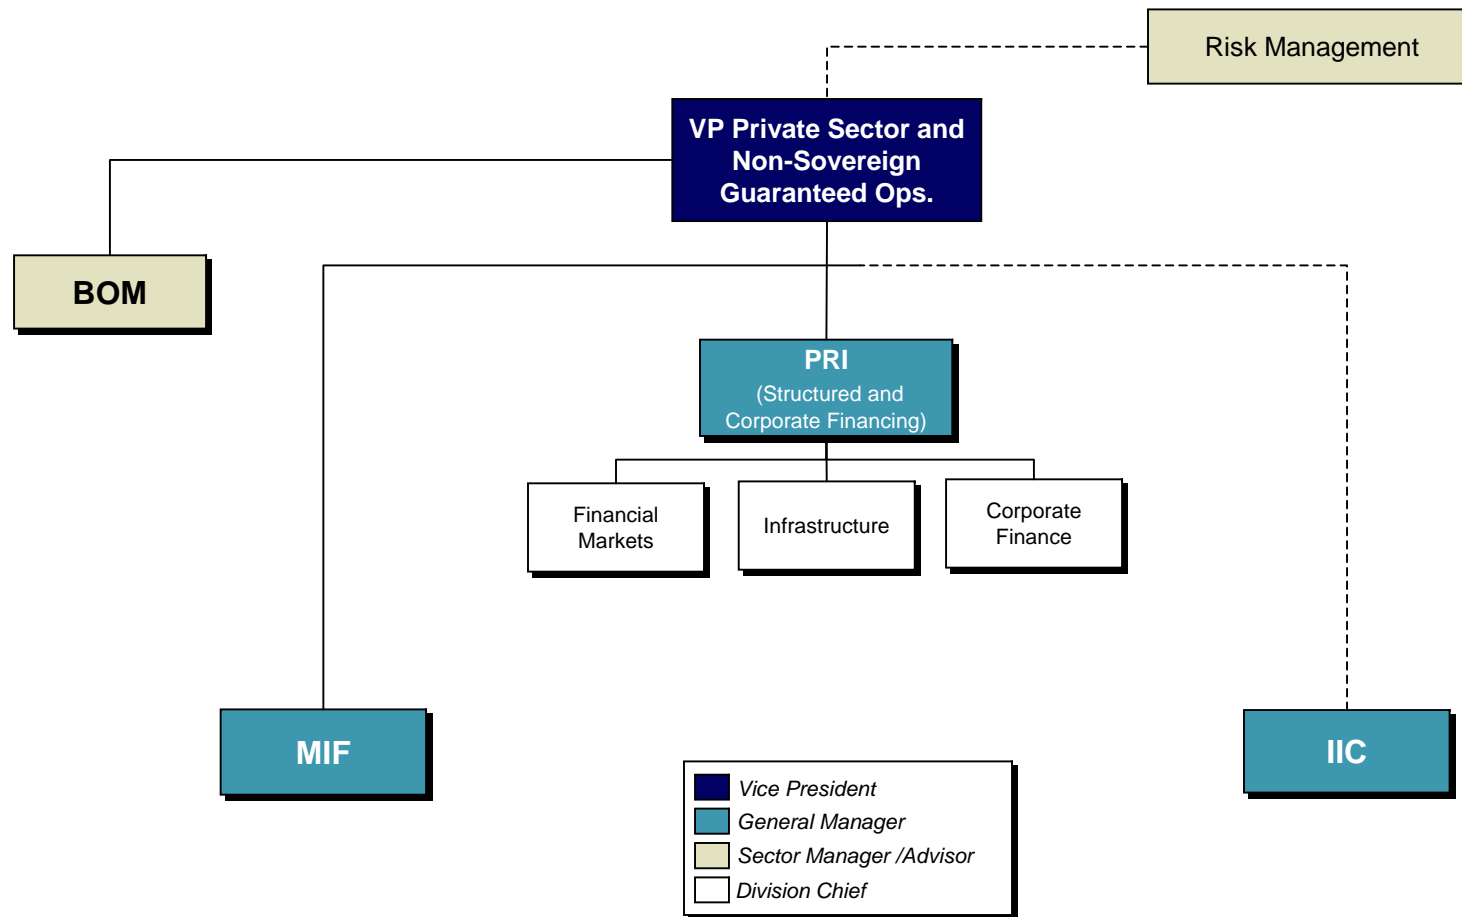 Risk Management
VP Private Sector and
Non-Sovereign
Guaranteed Ops.
BOM
PRI
(Structured and
Corporate Financing)
Financial
Markets
Infrastructure
Corporate
Finance
MIF
IIC
Vice President
General Manager
Sector Manager /Advisor
Division Chief